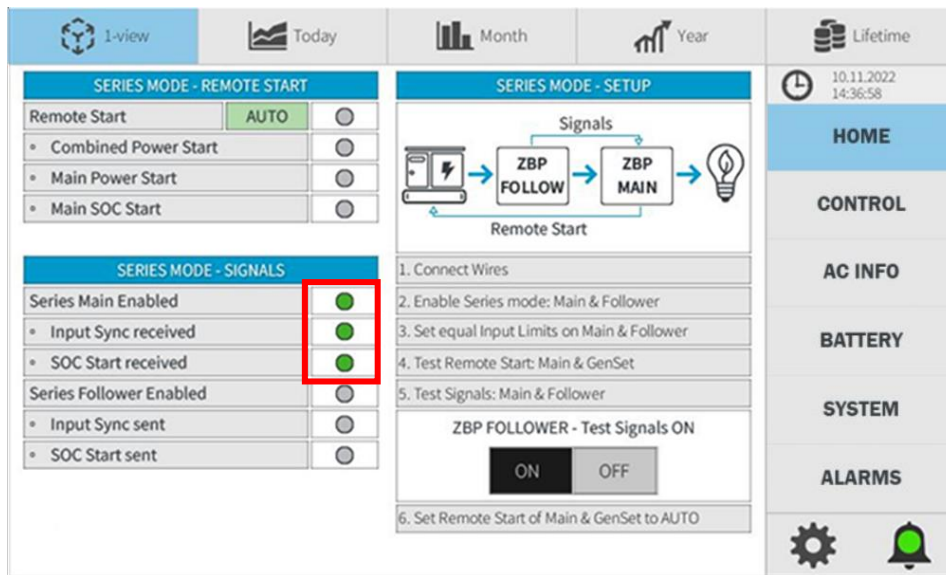 1-view
Today
Month
Year
Lifetime
SERIES MODE - REMOTE START
Remote Start AUTO
Combined Power Start
Main Power Start
Main SOC Start
SERIES MODE - SIGNALS
Series Main Enabled
Input Sync received
SOC Start received
Series Follower Enabled
Input Sync sent
SOC Start sent
SERIES MODE - SETUP
Signals
ZBP FOLLOW
ZBP MAIN
Remote Start
1. Connect Wires
2. Enable Series mode: Main & Follower
3. Set equal Input Limits on Main & Follower
4. Test Remote Start: Main & GenSet
5. Test Signals: Main & Follower
ZBP FOLLOWER - Test Signals ON
ON OFF
6. Set Remote Start of Main & GenSet to AUTO
10.11.2022
14:36:58
HOME
CONTROL
AC INFO
BATTERY
SYSTEM
ALARMS